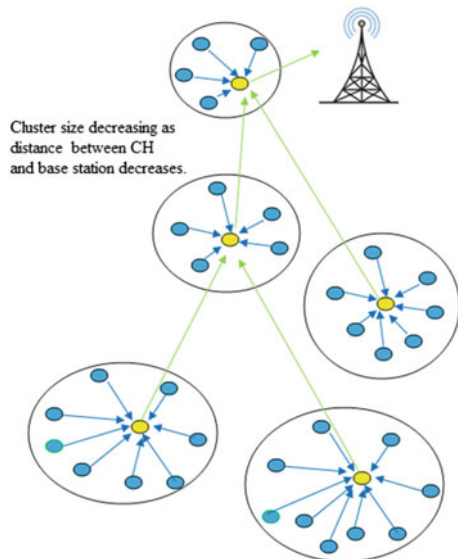 Cluster size decreasing as
distance between CH
and base station decreases.